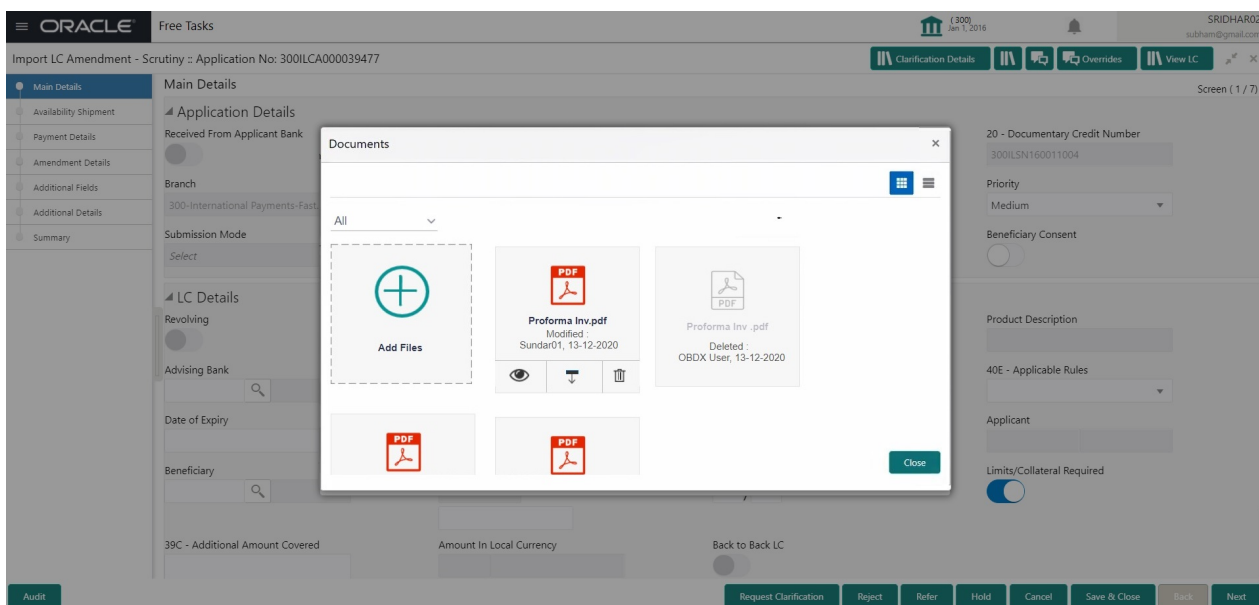 ORACLE
Free Tasks
( 300)
Jan 1, 2016
SRIDHAR02
subham@gmail.com
Import LC Amendment - Scrutiny :: Application No: 300ILCA000039477
Clarification Details
Overrides
View LC
Main Details
Availability Shipment
Payment Details
Amendment Details
Additional Fields
Additional Details
Summary
Main Details
Screen ( 1 / 7)
Application Details
Received From Applicant Bank
20 - Documentary Credit Number
300ILSN160011004
Branch
300-International Payments-Fast.
Priority
Medium
Submission Mode
Select
Beneficiary Consent
LC Details
Revolving
Product Description
Advising Bank
40E - Applicable Rules
Date of Expiry
Applicant
Beneficiary
Limits/Collateral Required
39C - Additional Amount Covered
Amount In Local Currency
Back to Back LC
Documents
All
Add Files
PDF
Proforma Inv.pdf
Modified :
Sundar01, 13-12-2020
PDF
Proforma Inv .pdf
Deleted :
OBDX User, 13-12-2020
PDF
PDF
Close
Audit
Request Clarification
Reject
Refer
Hold
Cancel
Save & Close
Back
Next